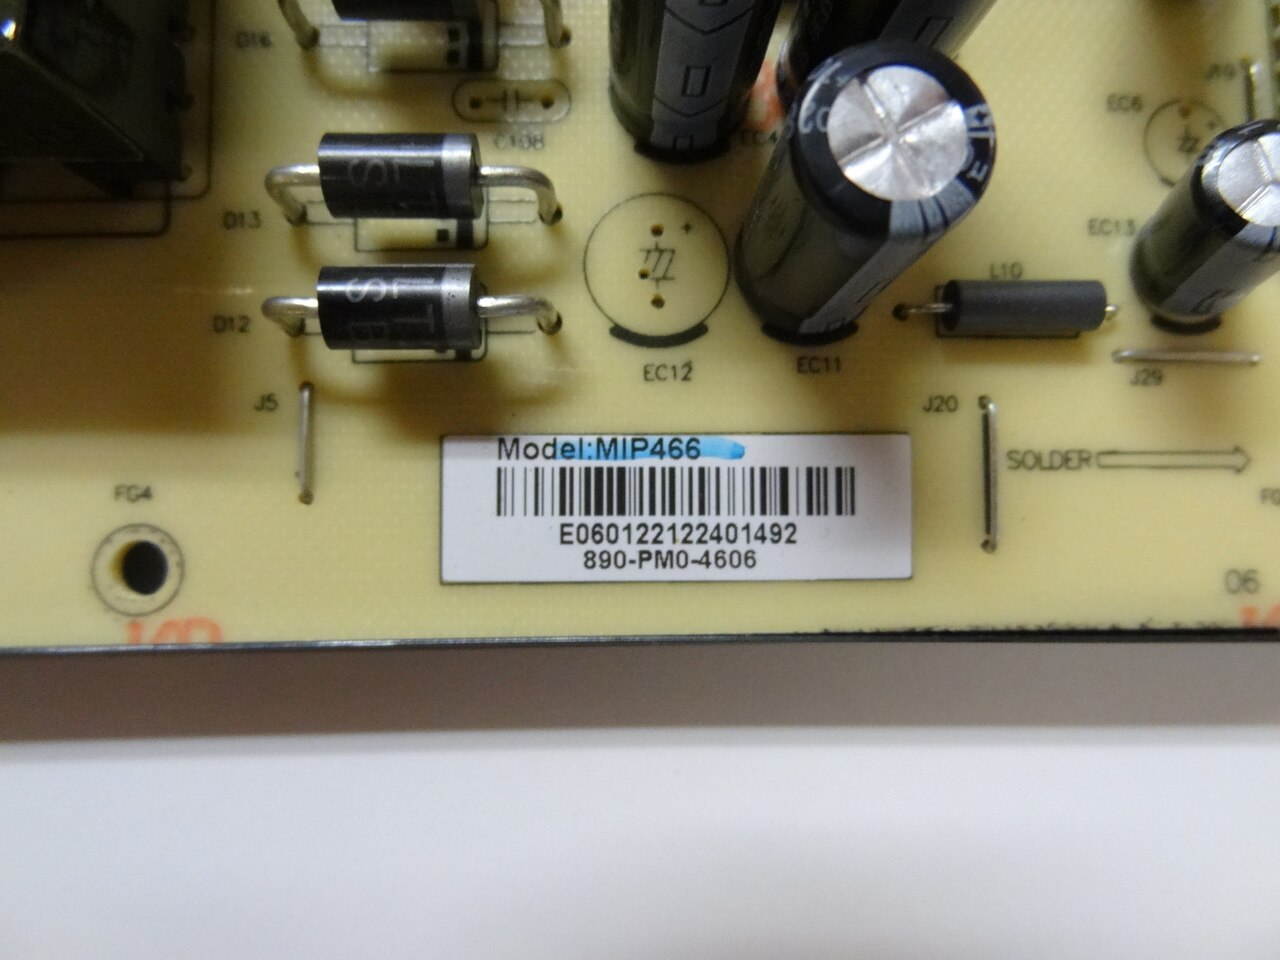 D16
C108
EC6
D13
EC13
L10
D12
EC12
EC11
J29
J5
J20
Model:MIP466
SOLDER
FG4
E060122122401492
890-PM0-4606
06